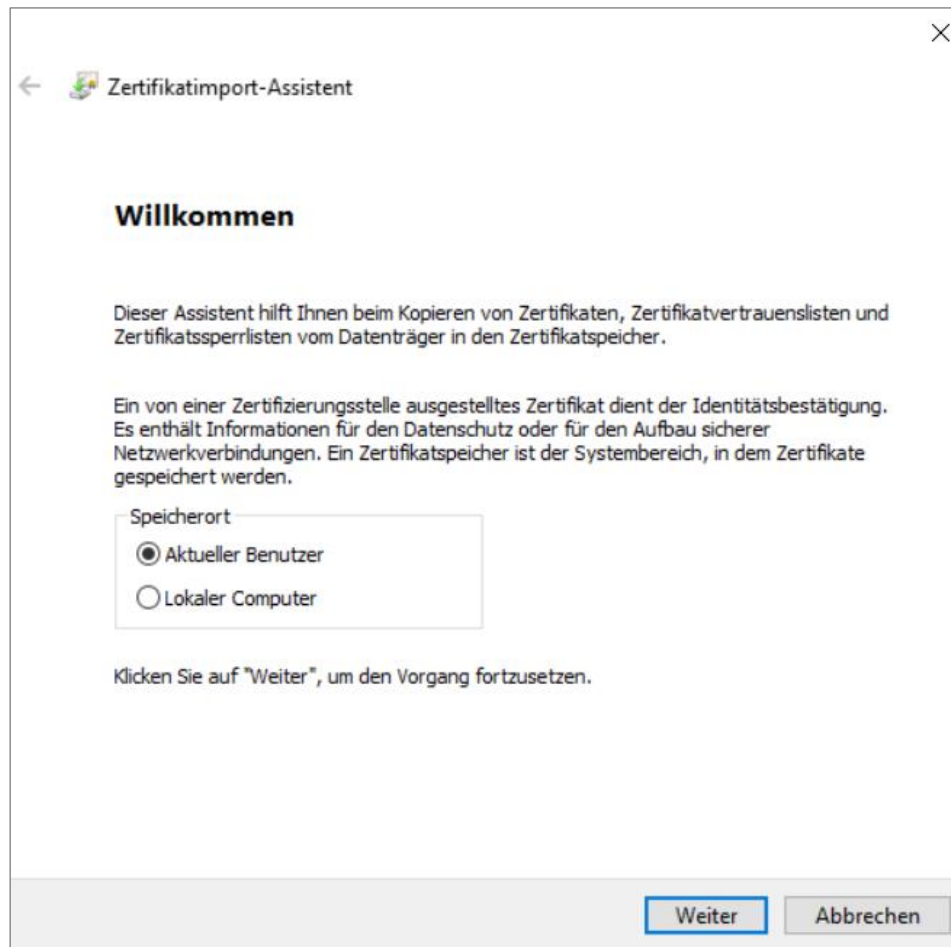 Zertifikatimport-Assistent
Willkommen
Dieser Assistent hilft Ihnen beim Kopieren von Zertifikaten, Zertifikatvertrauenslisten und
Zertifikatssperrlisten vom Datenträger in den Zertifikatspeicher.
Ein von einer Zertifizierungsstelle ausgestelltes Zertifikat dient der Identitätsbestätigung.
Es enthält Informationen für den Datenschutz oder für den Aufbau sicherer
Netzwerkverbindungen. Ein Zertifikatspeicher ist der Systembereich, in dem Zertifikate
gespeichert werden.
Speicherort
Aktueller Benutzer
Lokaler Computer
Klicken Sie auf "Weiter", um den Vorgang fortzusetzen.
Weiter Abbrechen